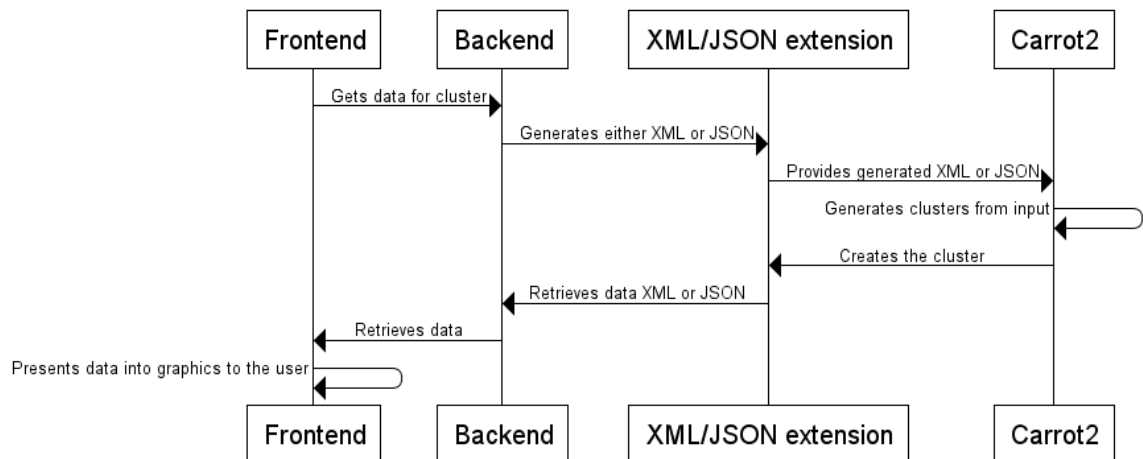 Frontend
Backend
XML/JSON extension
Carrot2
Gets data for cluster
Generates either XML or JSON
Provides generated XML or JSON
Generates clusters from input
Creates the cluster
Retrieves data XML or JSON
Retrieves data
Presents data into graphics to the user
Frontend
Backend
XML/JSON extension
Carrot2